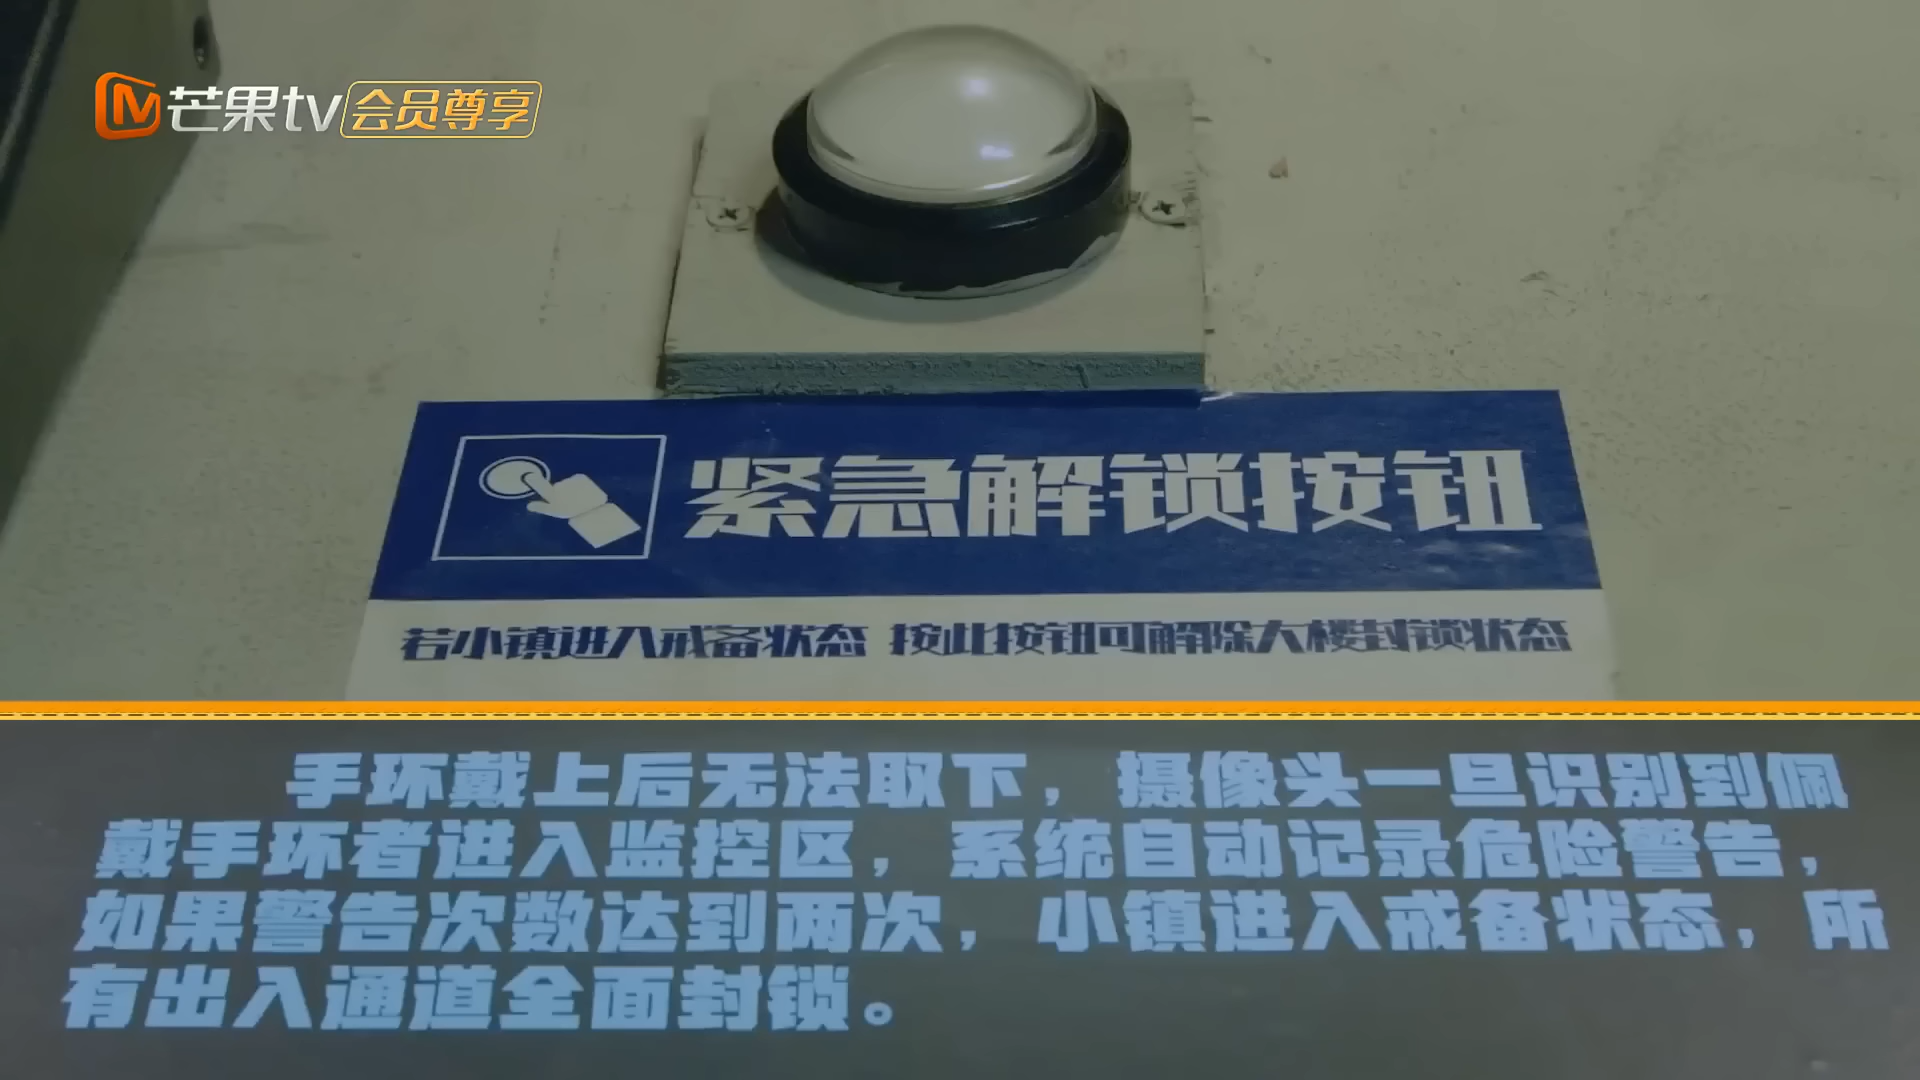 芒果tv会员尊享
紧急解锁按钮
若小镇进入戒备状态 按此按钮可解除大楼封锁状态
手环戴上后无法取下，摄像头一旦识别到佩
戴手环者进入监控区，系统自动记录危险警告，
如果警告次数达到两次，小镇进入戒备状态，所
有出入通道全面封锁。